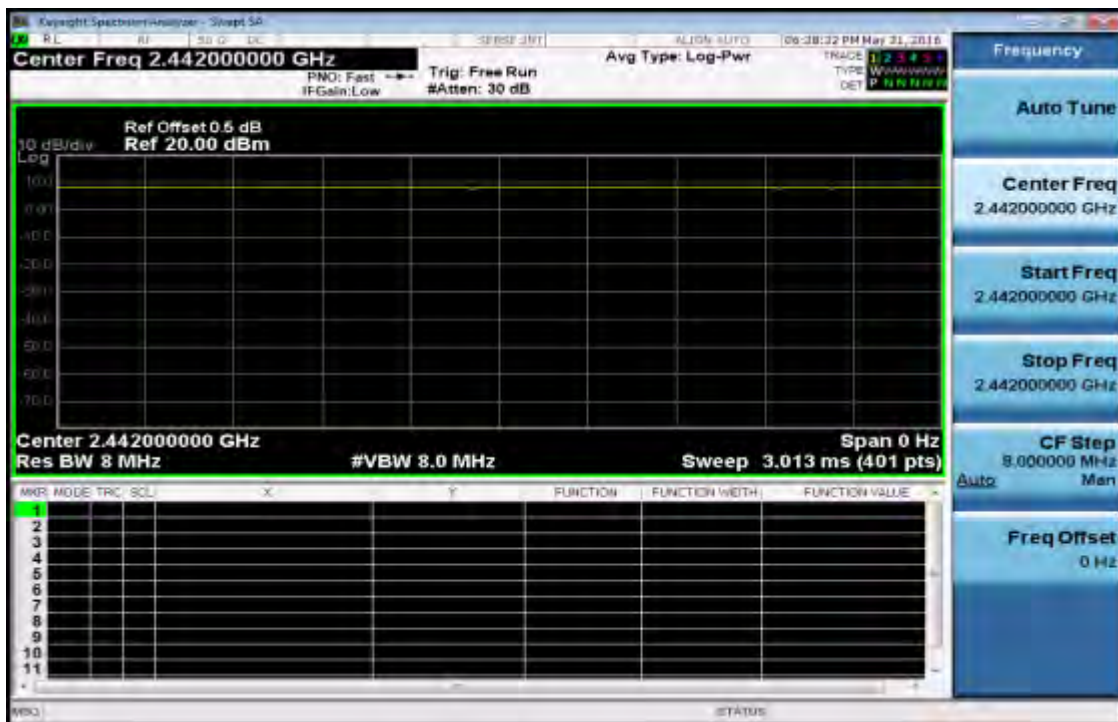 Keysight Spectrum Analyzer - Swept SA
RL RF 50 Ω DC SENSE:INT ALIGN AUTO 06:38:32 PM May 31, 2016
Center Freq 2.442000000 GHz
PNO: Fast
IFGain:Low
Trig: Free Run
#Atten: 30 dB
Avg Type: Log-Pwr
TRACE 1 2 3 4 5 6
TYPE WWWWWW
DET P N N N N N
Ref Offset 0.5 dB
10 dB/div Ref 20.00 dBm
Log
10.0
0.00
-10.0
-20.0
-30.0
-40.0
-50.0
-60.0
-70.0
Center 2.442000000 GHz Span 0 Hz
Res BW 8 MHz #VBW 8.0 MHz Sweep 3.013 ms (401 pts)
MKR MODE TRC SCL X Y FUNCTION FUNCTION WIDTH FUNCTION VALUE
1
2
3
4
5
6
7
8
9
10
11
MSG STATUS
Frequency
Auto Tune
Center Freq
2.442000000 GHz
Start Freq
2.442000000 GHz
Stop Freq
2.442000000 GHz
CF Step
8.000000 MHz
Auto Man
Freq Offset
0 Hz